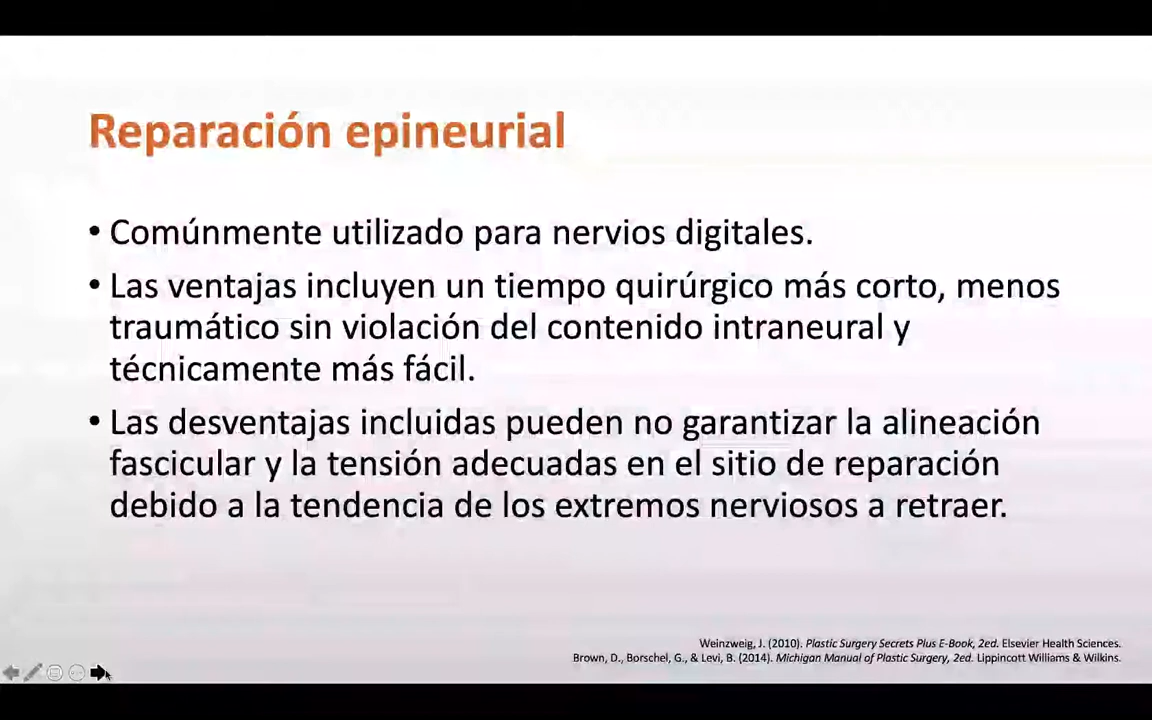 Reparación epineurial
• Comúnmente utilizado para nervios digitales.
• Las ventajas incluyen un tiempo quirúrgico más corto, menos
traumático sin violación del contenido intraneural y
técnicamente más fácil.
• Las desventajas incluidas pueden no garantizar la alineación
fascicular y la tensión adecuadas en el sitio de reparación
debido a la tendencia de los extremos nerviosos a retraer.
Weinzweig, J. (2010). Plastic Surgery Secrets Plus E-Book, 2ed. Elsevier Health Sciences.
Brown, D., Borschel, G., & Levi, B. (2014). Michigan Manual of Plastic Surgery, 2ed. Lippincott Williams & Wilkins.